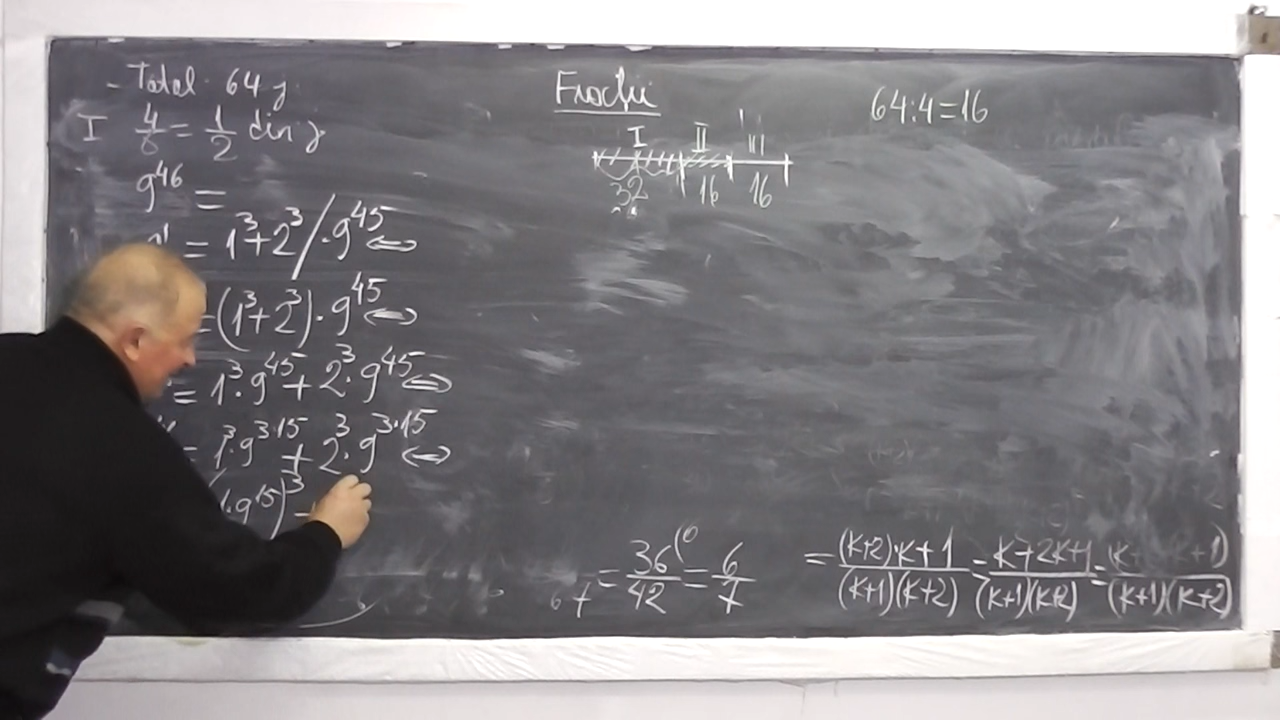 - Total 64 j.
I 4/8 = 1/2 din j
9^46 =
= 1^3+2^3 / ·9^45 ⟺
=(1^3+2^3)·9^45 ⟺
= 1^3·9^45 + 2^3·9^45 ⟺
= 1^3·9^3·15 + 2^3·9^3·15 ⟺
·9^15)^3 +
Fracții
I II III
32 16 16
64:4=16
= 36/42 = 6/7
= (k+2)·k+1/(k+1)(k+2) = k+2k+1/(k+1)(k+2) =
(k+1)(k+2)